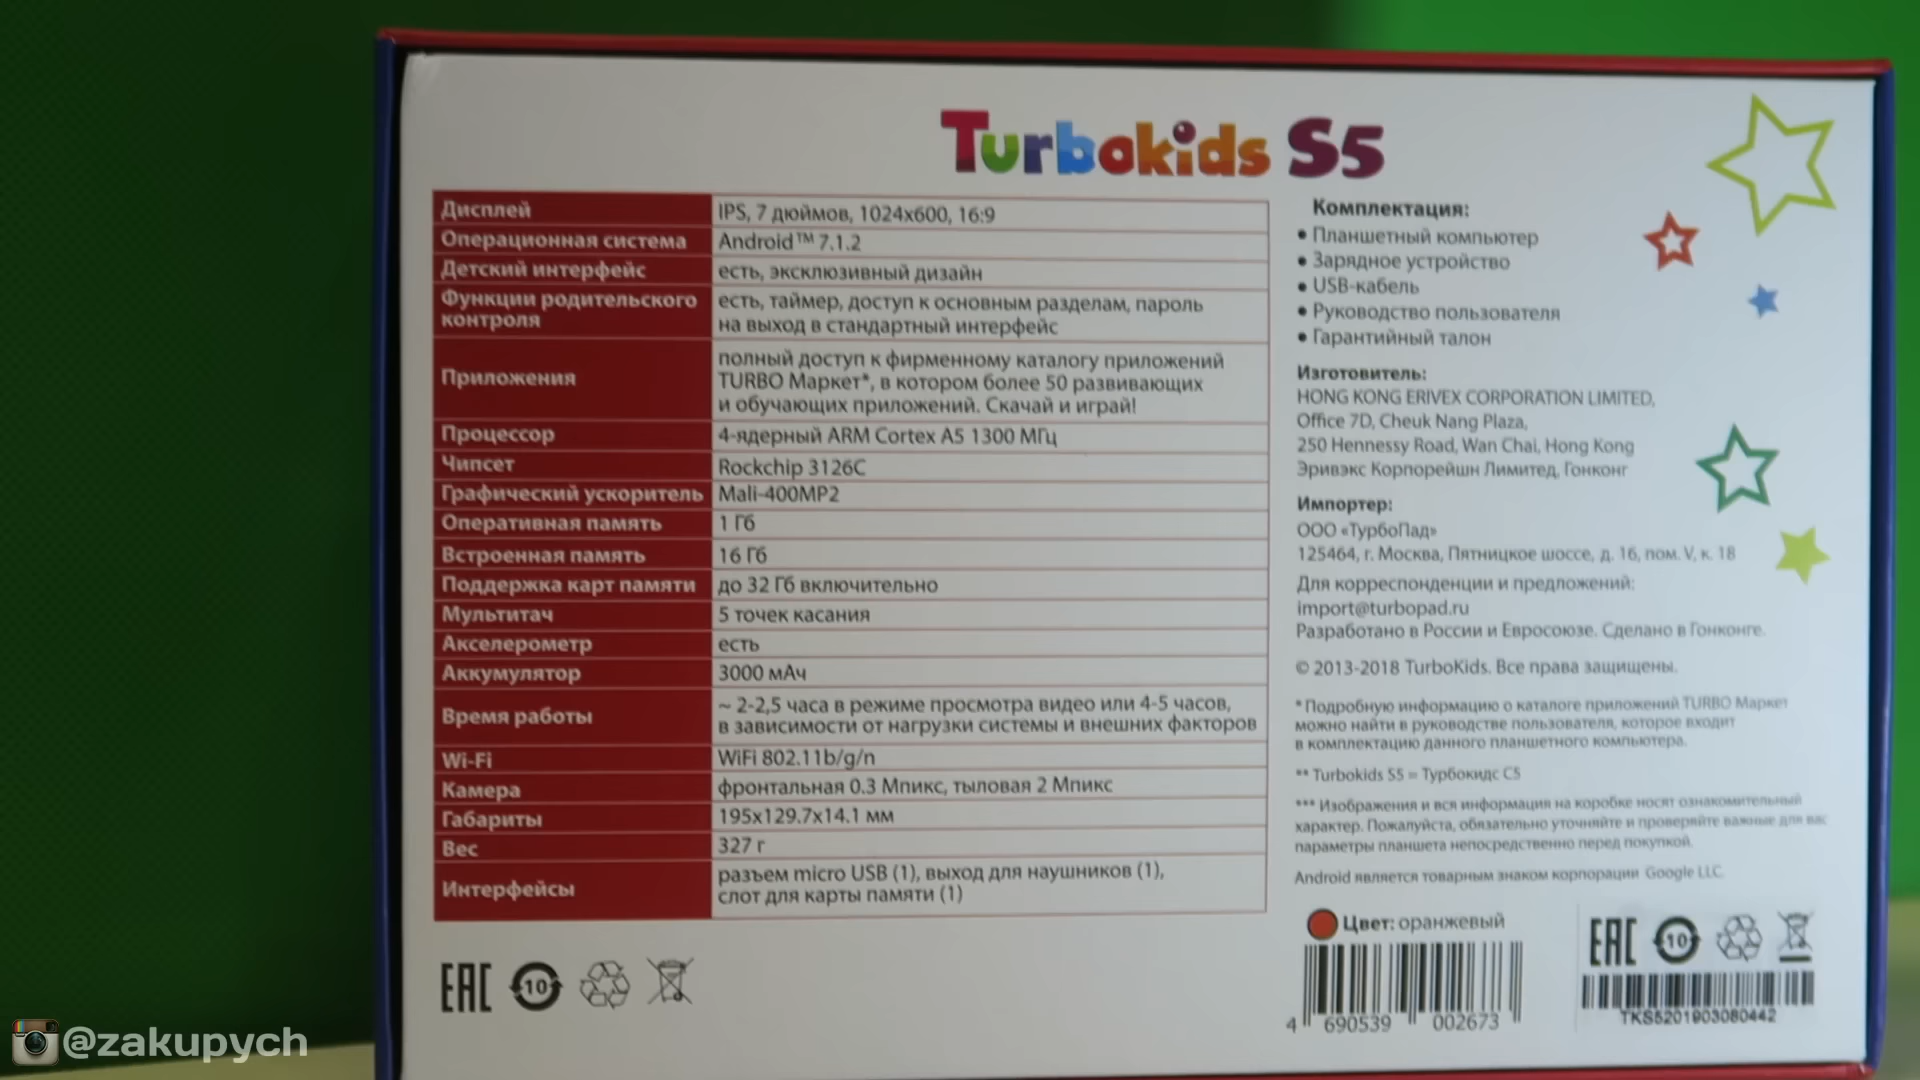 Turbokids S5
Дисплей IPS, 7 дюймов, 1024x600, 16:9
Операционная система Android™ 7.1.2
Детский интерфейс есть, эксклюзивный дизайн
Функции родительского контроля есть, таймер, доступ к основным разделам, пароль
на выход в стандартный интерфейс
Приложения полный доступ к фирменному каталогу приложений
TURBO Маркет*, в котором более 50 развивающих
и обучающих приложений. Скачай и играй!
Процессор 4-ядерный ARM Cortex A5 1300 МГц
Чипсет Rockchip 3126C
Графический ускоритель Mali-400MP2
Оперативная память 1 Гб
Встроенная память 16 Гб
Поддержка карт памяти до 32 Гб включительно
Мультитач 5 точек касания
Акселерометр есть
Аккумулятор 3000 мАч
Время работы ~ 2-2,5 часа в режиме просмотра видео или 4-5 часов,
в зависимости от нагрузки системы и внешних факторов
Wi-Fi WiFi 802.11b/g/n
Камера фронтальная 0.3 Мпикс, тыловая 2 Мпикс
Габариты 195x129.7x14.1 мм
Вес 327 г
Интерфейсы разъем micro USB (1), выход для наушников (1),
слот для карты памяти (1)
EAC 10
Комплектация:
• Планшетный компьютер
• Зарядное устройство
• USB-кабель
• Руководство пользователя
• Гарантийный талон
Изготовитель:
HONG KONG ERIVEX CORPORATION LIMITED,
Office 7D, Cheuk Nang Plaza,
250 Hennessy Road, Wan Chai, Hong Kong
Эривэкс Корпорейшн Лимитед, Гонконг
Импортер:
ООО «ТурбоПад»
125464, г. Москва, Пятницкое шоссе, д. 16, пом. V, к. 18
Для корреспонденции и предложений:
import@turbopad.ru
Разработано в России и Евросоюзе. Сделано в Гонконге.
© 2013-2018 TurboKids. Все права защищены.
* Подробную информацию о каталоге приложений TURBO Маркет
можно найти в руководстве пользователя, которое входит
в комплектацию данного планшетного компьютера.
** Turbokids S5 = Турбокидс С5
*** Изображения и вся информация на коробке носят ознакомительный
характер. Пожалуйста, обязательно уточняйте и проверяйте важные для вас
параметры планшета непосредственно перед покупкой.
Android является товарным знаком корпорации Google LLC.
Цвет: оранжевый
4 690539 002673
EAC 10
TKS5201903080442
@zakupych